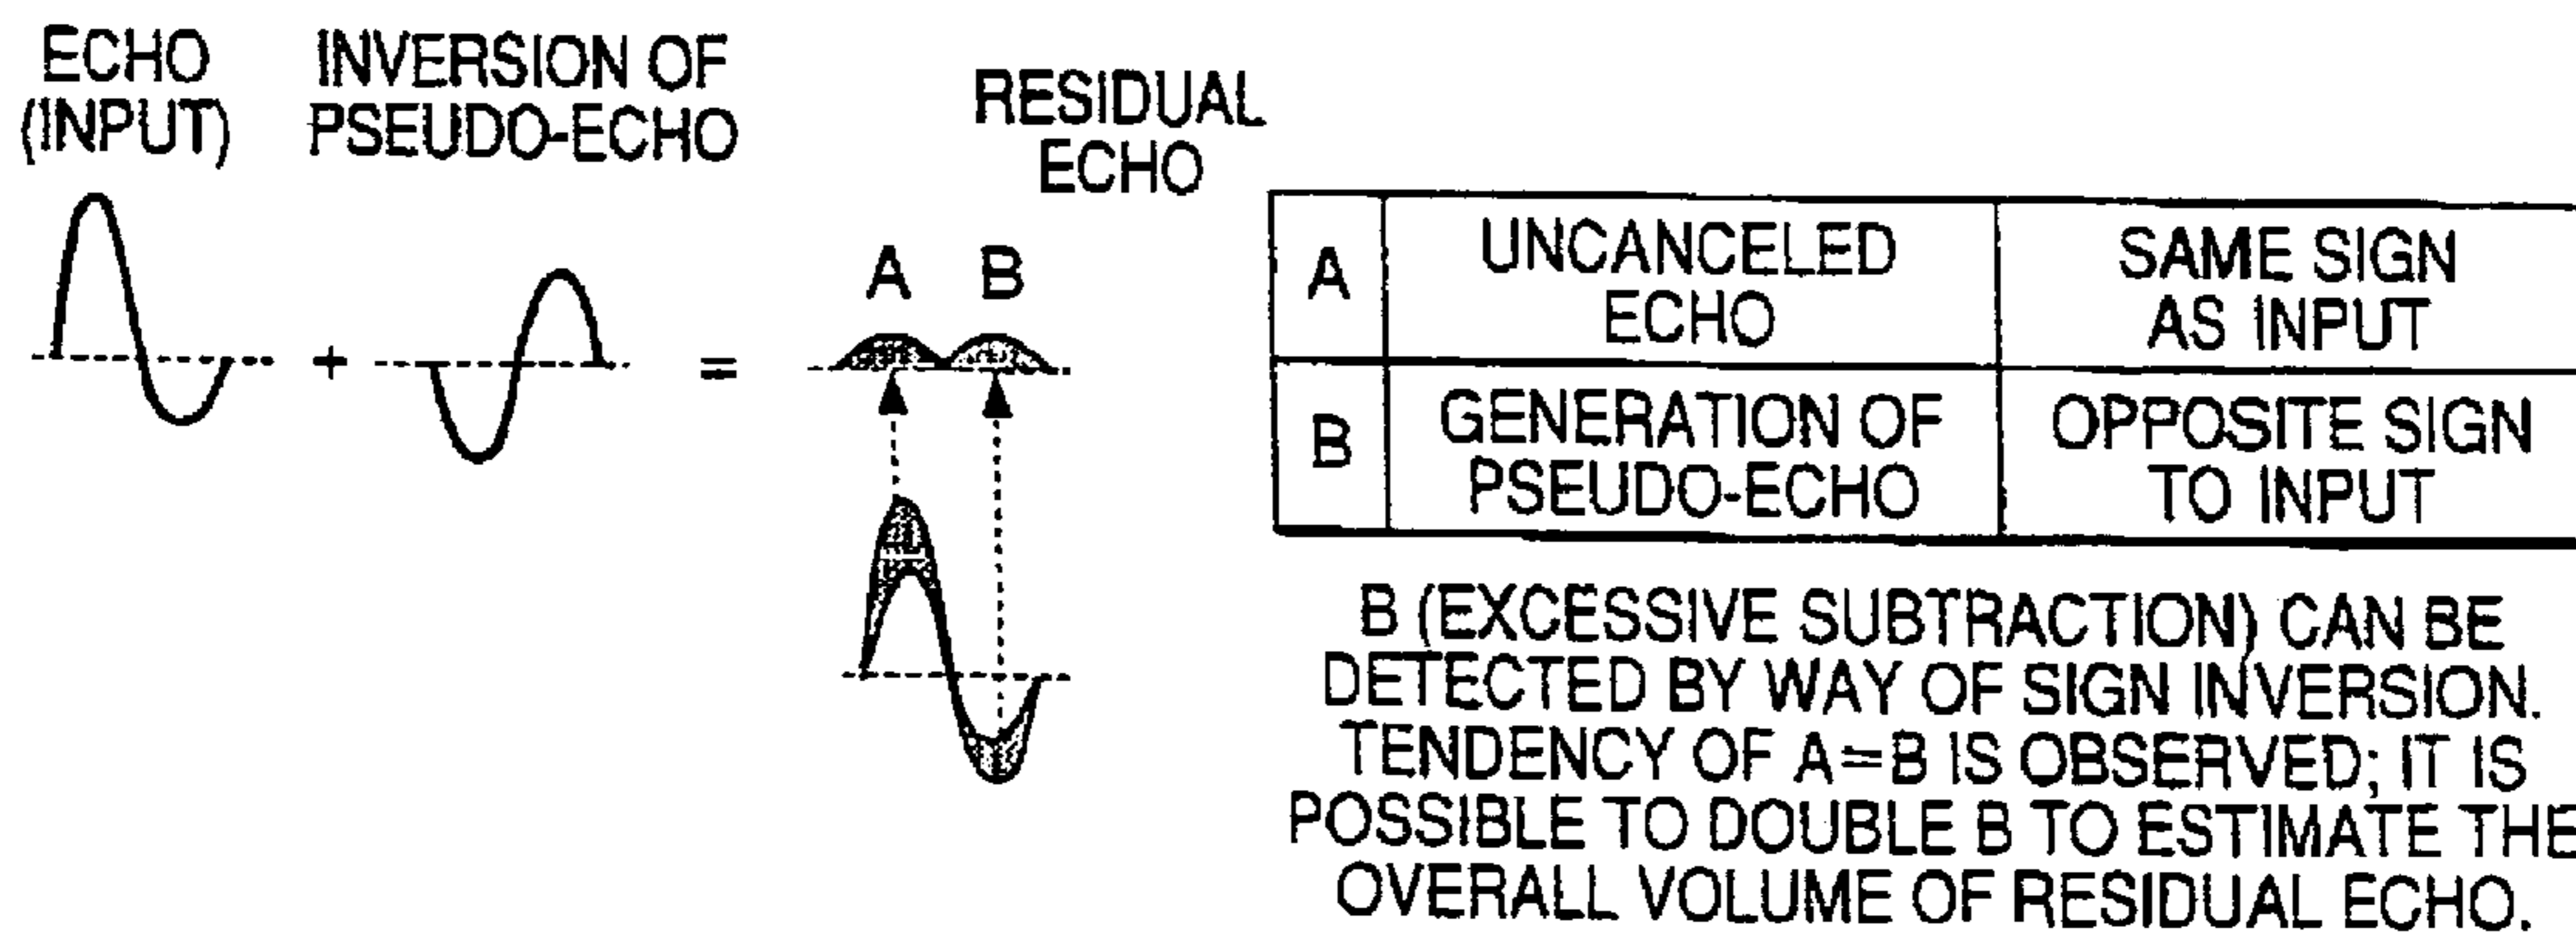 ECHO
(INPUT)
INVERSION OF
PSEUDO-ECHO
RESIDUAL
ECHO
+
=
A
B
A
UNCANCELED
ECHO
SAME SIGN
AS INPUT
B
GENERATION OF
PSEUDO-ECHO
OPPOSITE SIGN
TO INPUT
B (EXCESSIVE SUBTRACTION) CAN BE
DETECTED BY WAY OF SIGN INVERSION.
TENDENCY OF A=B IS OBSERVED; IT IS
POSSIBLE TO DOUBLE B TO ESTIMATE THE
OVERALL VOLUME OF RESIDUAL ECHO.